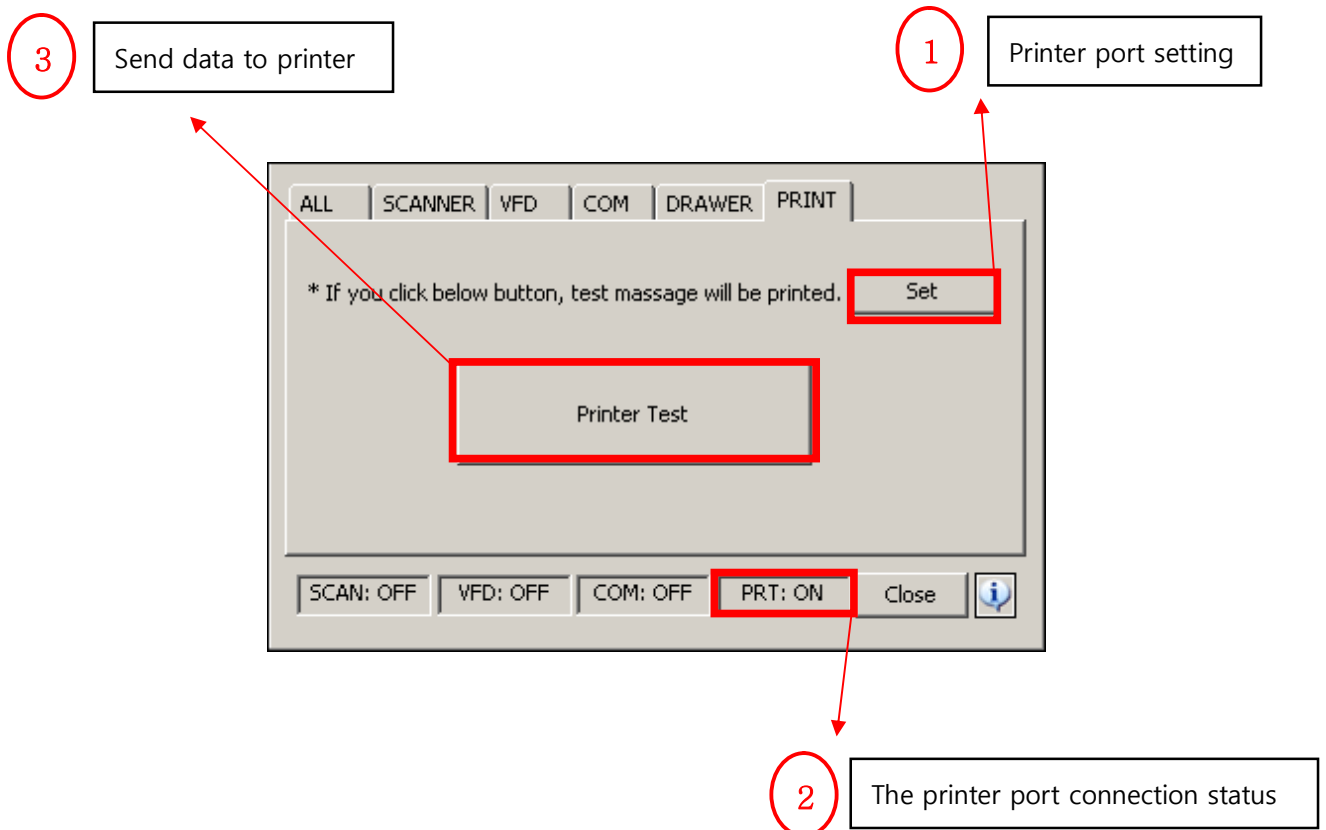 3
Send data to printer
1
Printer port setting
ALL SCANNER VFD COM DRAWER PRINT
* If you click below button, test massage will be printed.
Set
Printer Test
SCAN: OFF VFD: OFF COM: OFF PRT: ON Close
2
The printer port connection status